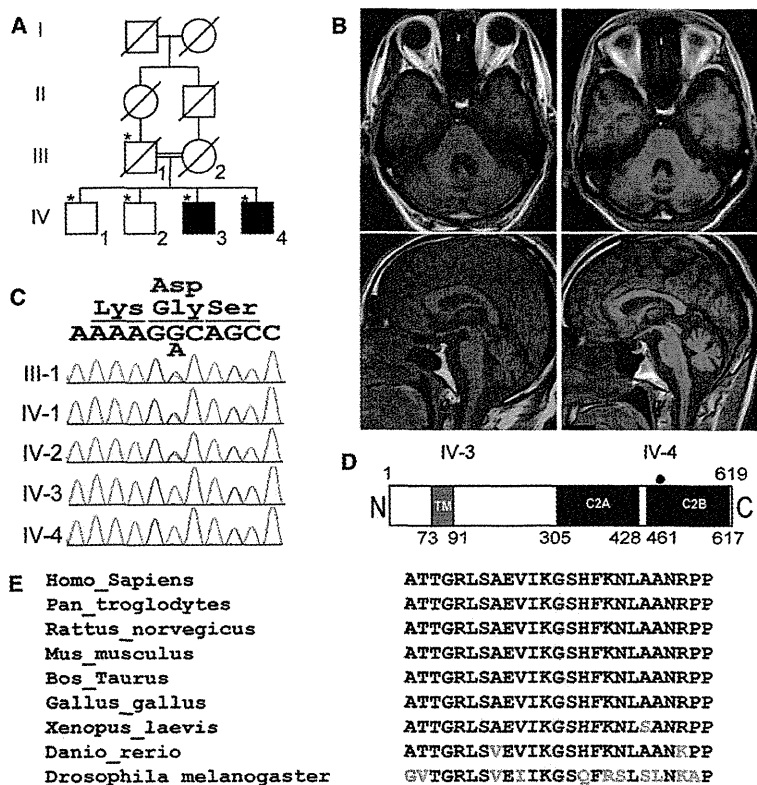 A
I
II
III
* 1 2
IV
* 1 * 2 * 3 * 4
B
IV-3 IV-4
C
Asp
Lys Gly Ser
AAAAGGCAGCC
A
III-1
IV-1
IV-2
IV-3
IV-4
D
1 619
N TM C2A C2B C
73 91 305 428 461 617
E
Homo_Sapiens ATTGRLSAEVIKGSHFKNLAANRPP
Pan_troglodytes ATTGRLSAEVIKGSHFKNLAANRPP
Rattus_norvegicus ATTGRLSAEVIKGSHFKNLAANRPP
Mus_musculus ATTGRLSAEVIKGSHFKNLAANRPP
Bos_Taurus ATTGRLSAEVIKGSHFKNLAANRPP
Gallus_gallus ATTGRLSAEVIKGSHFKNLAANRPP
Xenopus_laevis ATTGRLSAEVIKGSHFKNLSANRPP
Danio_rerio ATTGRLSVEVIKGSHFKNLAANKPP
Drosophila melanogaster GVTGRLSVEIIKGSQFRSLSLNKAP